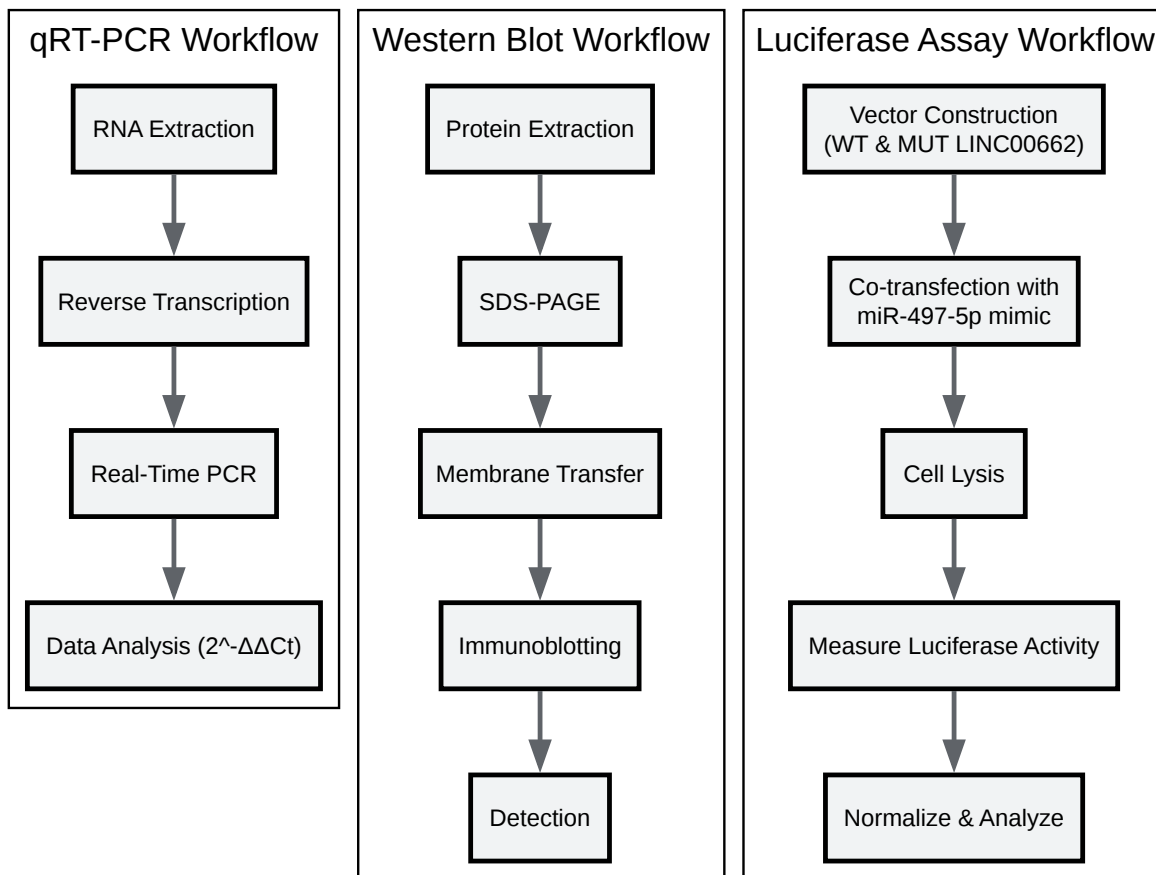 qRT-PCR Workflow
RNA Extraction
Reverse Transcription
Real-Time PCR
Data Analysis (2^-ΔΔCt)
Western Blot Workflow
Protein Extraction
SDS-PAGE
Membrane Transfer
Immunoblotting
Detection
Luciferase Assay Workflow
Vector Construction
(WT & MUT LINC00662)
Co-transfection with
miR-497-5p mimic
Cell Lysis
Measure Luciferase Activity
Normalize & Analyze